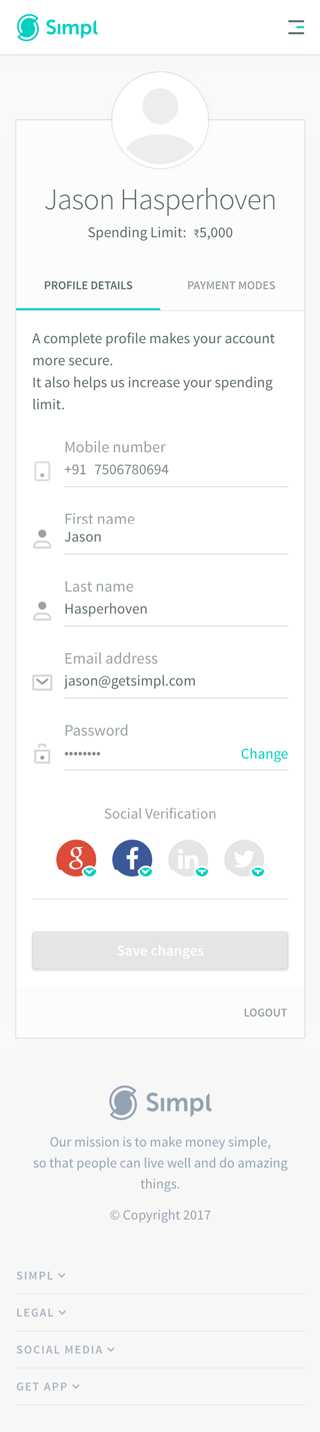 Simpl
Jason Hasperhoven
Spending Limit: ₹5,000
PROFILE DETAILS
PAYMENT MODES
A complete profile makes your account
more secure.
It also helps us increase your spending
limit.
Mobile number
+91 7506780694
First name
Jason
Last name
Hasperhoven
Email address
jason@getsimpl.com
Password
••••••••
Change
Social Verification
g
f
in
Save changes
LOGOUT
Simpl
Our mission is to make money simple,
so that people can live well and do amazing
things.
© Copyright 2017
SIMPL
LEGAL
SOCIAL MEDIA
GET APP